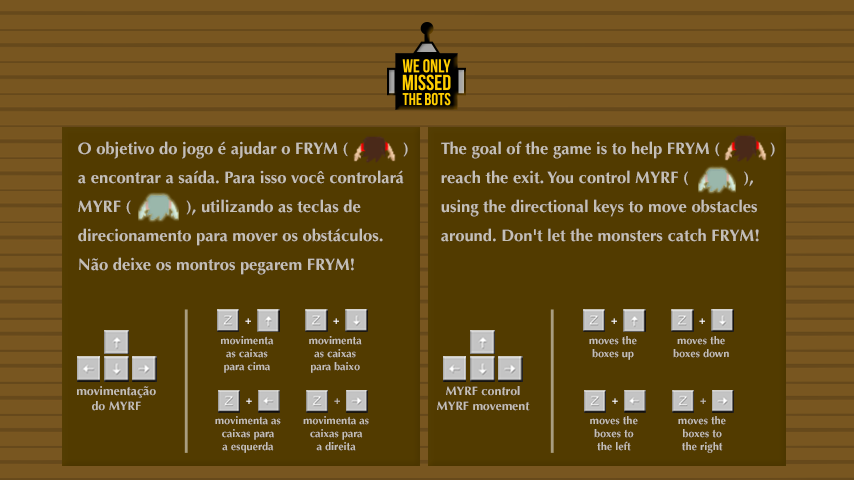 WE ONLY
MISSED
THE BOTS
O objetivo do jogo é ajudar o FRYM ( )
a encontrar a saída. Para isso você controlará
MYRF ( ), utilizando as teclas de
direcionamento para mover os obstáculos.
Não deixe os montros pegarem FRYM!
Z + ↑ Z + ↓
movimenta
as caixas
para cima
movimenta
as caixas
para baixo
↑
← ↓ →
movimentação
do MYRF
Z + ← Z + →
movimenta as
caixas para
a esquerda
movimenta as
caixas para
a direita
The goal of the game is to help FRYM ( )
reach the exit. You control MYRF ( ),
using the directional keys to move obstacles
around. Don't let the monsters catch FRYM!
Z + ↑ Z + ↓
moves the
boxes up
moves the
boxes down
↑
← ↓ →
MYRF control
MYRF movement
Z + ← Z + →
moves the
boxes to
the left
moves the
boxes to
the right